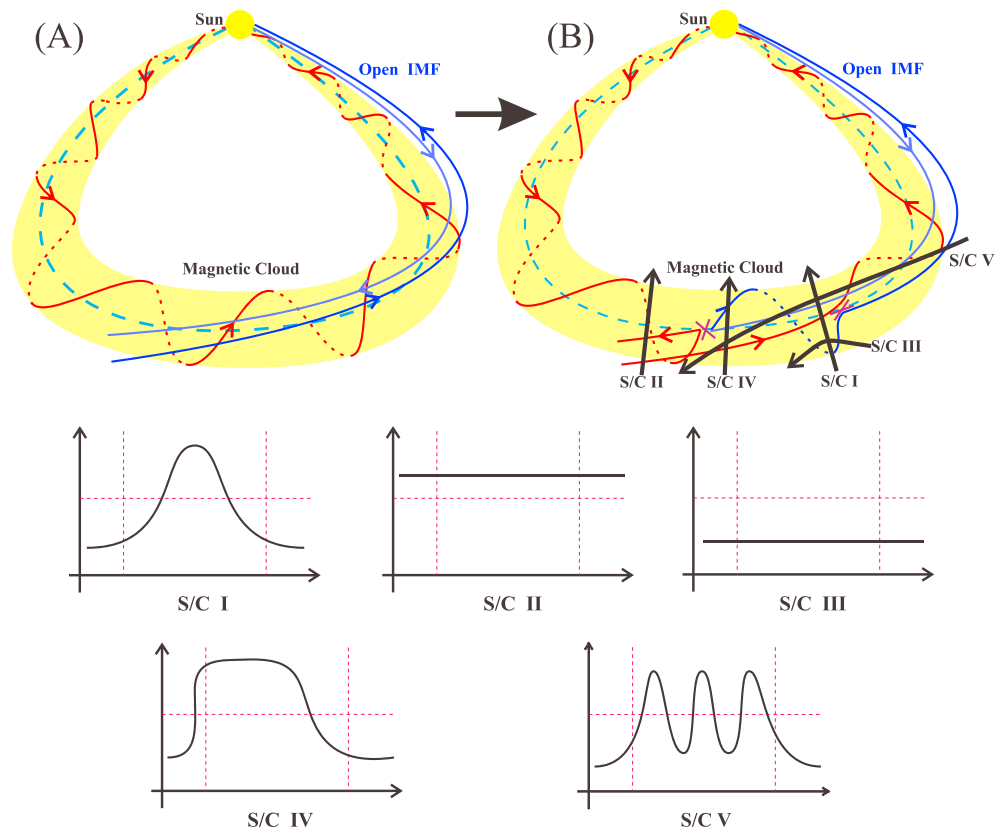 (A)
Sun
Open IMF
Magnetic Cloud
(B)
Sun
Open IMF
S/C V
Magnetic Cloud
S/C III
S/C II
S/C IV
S/C I
S/C I
S/C II
S/C III
S/C IV
S/C V